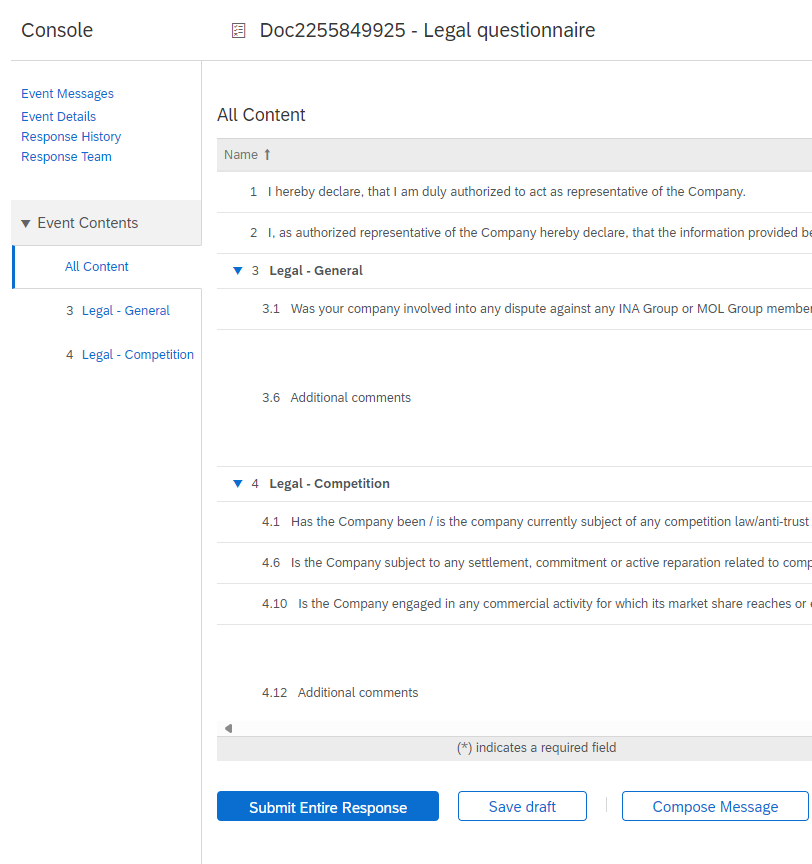 Console
Doc2255849925 - Legal questionnaire
Event Messages
Event Details
Response History
Response Team
Event Contents
All Content
3 Legal - General
4 Legal - Competition
All Content
Name ↑
1 I hereby declare, that I am duly authorized to act as representative of the Company.
2 I, as authorized representative of the Company hereby declare, that the information provided
3 Legal - General
3.1 Was your company involved into any dispute against any INA Group or MOL Group
3.6 Additional comments
4 Legal - Competition
4.1 Has the Company been / is the company currently subject of any competition law/anti-trust
4.6 Is the Company subject to any settlement, commitment or active reparation related to
4.10 Is the Company engaged in any commercial activity for which its market share reaches or
4.12 Additional comments
(*) indicates a required field
Submit Entire Response
Save draft
Compose Message